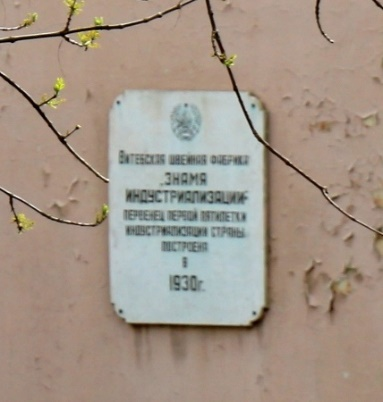 ВИТЕБСКАЯ ШВЕЙНАЯ ФАБРИКА
„ЗНАМЯ
ИНДУСТРИАЛИЗАЦИИ“
ПЕРВЕНЕЦ ПЕРВОЙ ПЯТИЛЕТКИ
ИНДУСТРИАЛИЗАЦИИ СТРАНЫ
ПОСТРОЕНА
В
1930г.